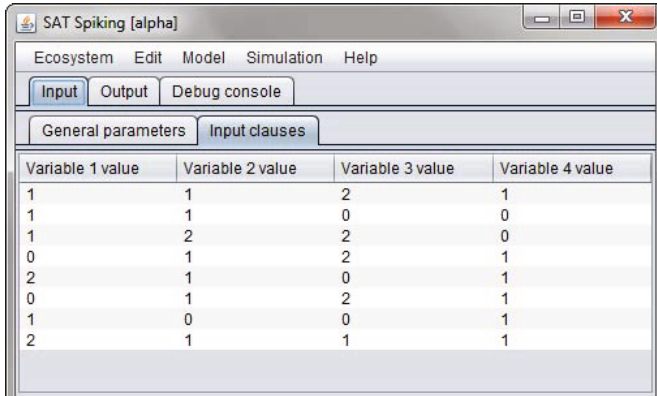 SAT Spiking [alpha]
Ecosystem Edit Model Simulation Help
Input Output Debug console
General parameters Input clauses
Variable 1 value Variable 2 value Variable 3 value Variable 4 value
1 1 2 1
1 1 0 0
1 2 2 0
0 1 2 1
2 1 0 1
0 1 2 1
1 0 0 1
2 1 1 1